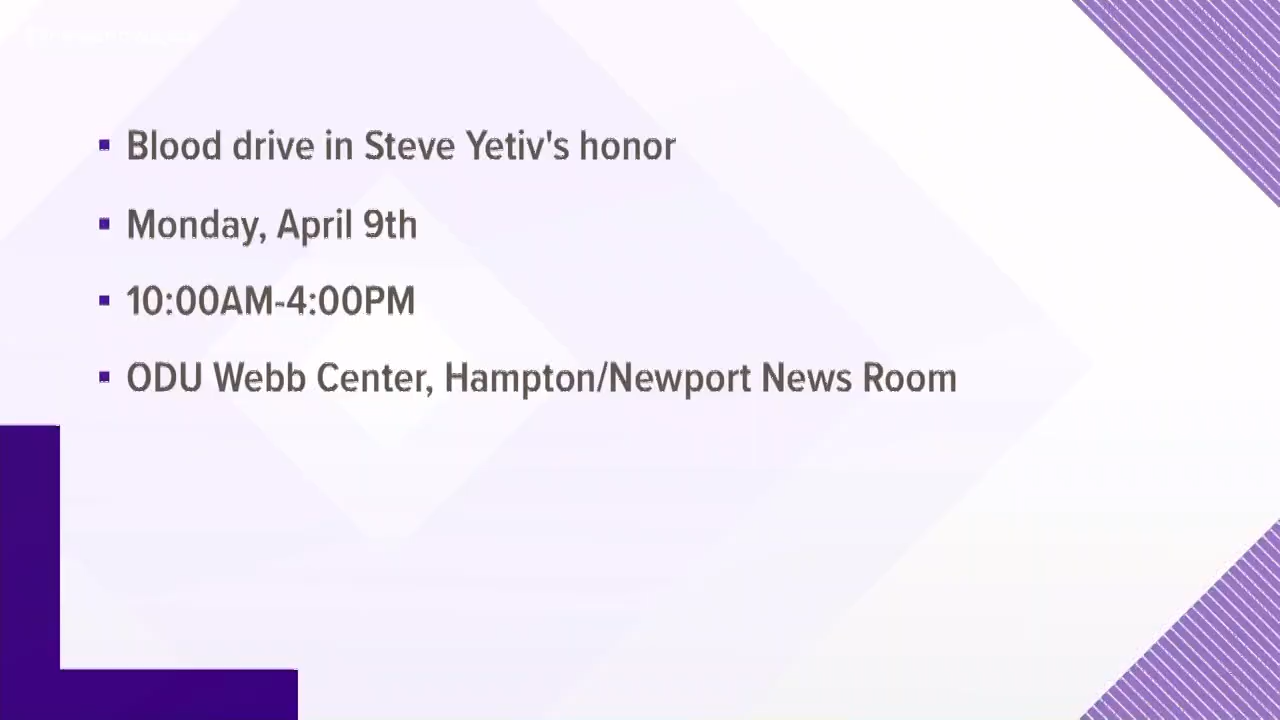 Blood drive in Steve Yetiv's honor
Monday, April 9th
10:00AM-4:00PM
ODU Webb Center, Hampton/Newport News Room